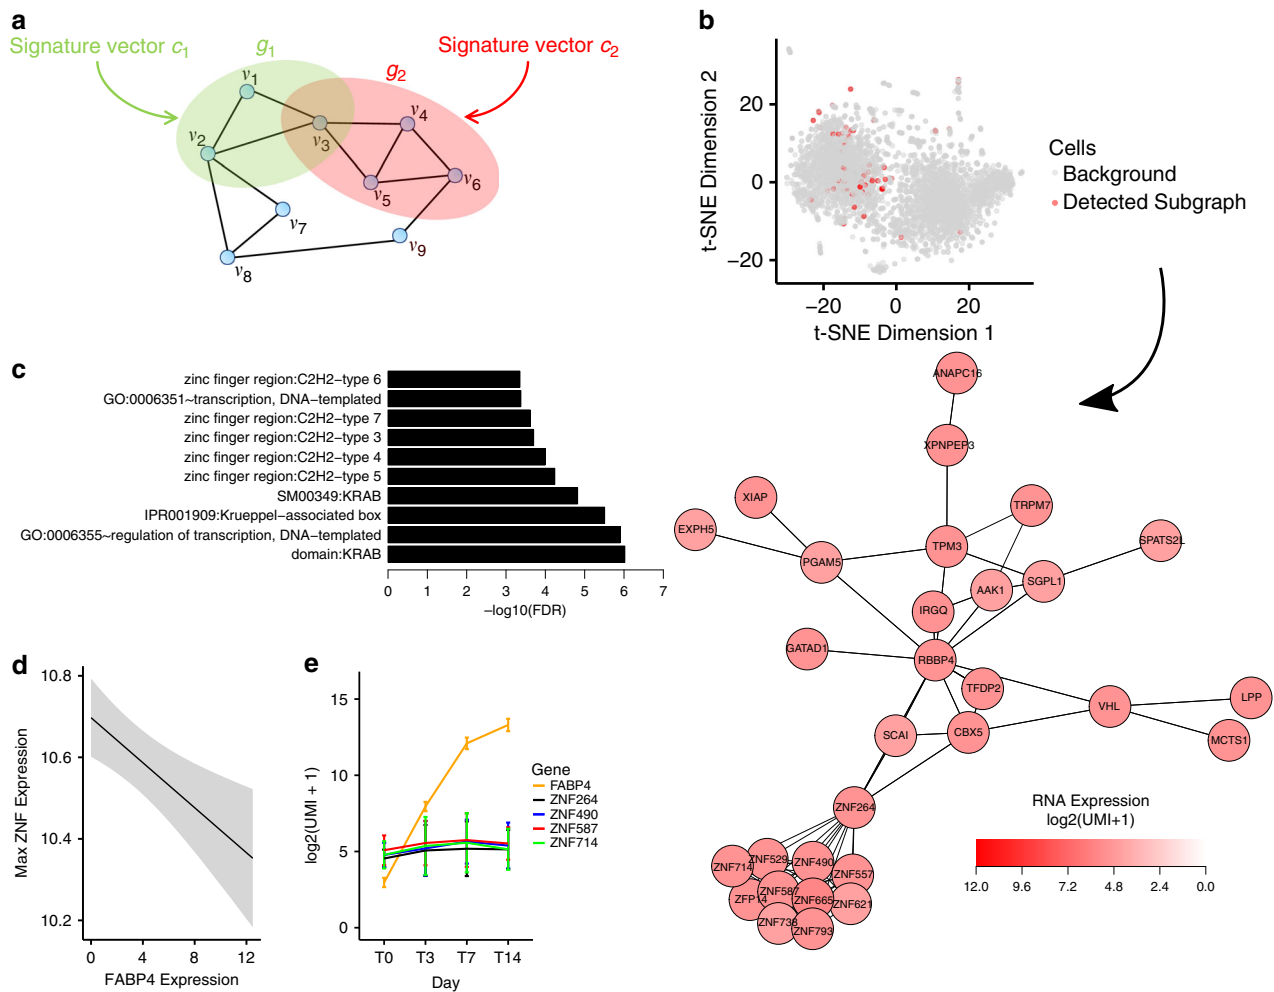 a
Signature vector c1
g1
Signature vector c2
g2
v1
v2
v3
v4
v5
v6
v7
v8
v9
b
t-SNE Dimension 2
20
0
−20
−20
0
20
t-SNE Dimension 1
Cells
Background
Detected Subgraph
ANAPC16
XPNPEP3
XIAP
TRPM7
EXPH5
SPATS2L
TPM3
PGAM5
SGPL1
AAK1
IRGQ
GATAD1
RBBP4
TFDP2
LPP
VHL
SCAI
CBX5
MCTS1
ZNF264
ZNF529
ZNF714
ZNF490
ZNF557
ZNF587
ZFP14
ZNF665
ZNF621
ZNF738
ZNF793
RNA Expression
log2(UMI+1)
12.0
9.6
7.2
4.8
2.4
0.0
c
zinc finger region:C2H2−type 6
GO:0006351~transcription, DNA−templated
zinc finger region:C2H2−type 7
zinc finger region:C2H2−type 3
zinc finger region:C2H2−type 4
zinc finger region:C2H2−type 5
SM00349:KRAB
IPR001909:Krueppel−associated box
GO:0006355~regulation of transcription, DNA−templated
domain:KRAB
0
1
2
3
4
5
6
7
−log10(FDR)
d
Max ZNF Expression
10.8
10.6
10.4
10.2
0
4
8
12
FABP4 Expression
e
log2(UMI + 1)
15
10
5
0
T0
T3
T7
T14
Day
Gene
FABP4
ZNF264
ZNF490
ZNF587
ZNF714